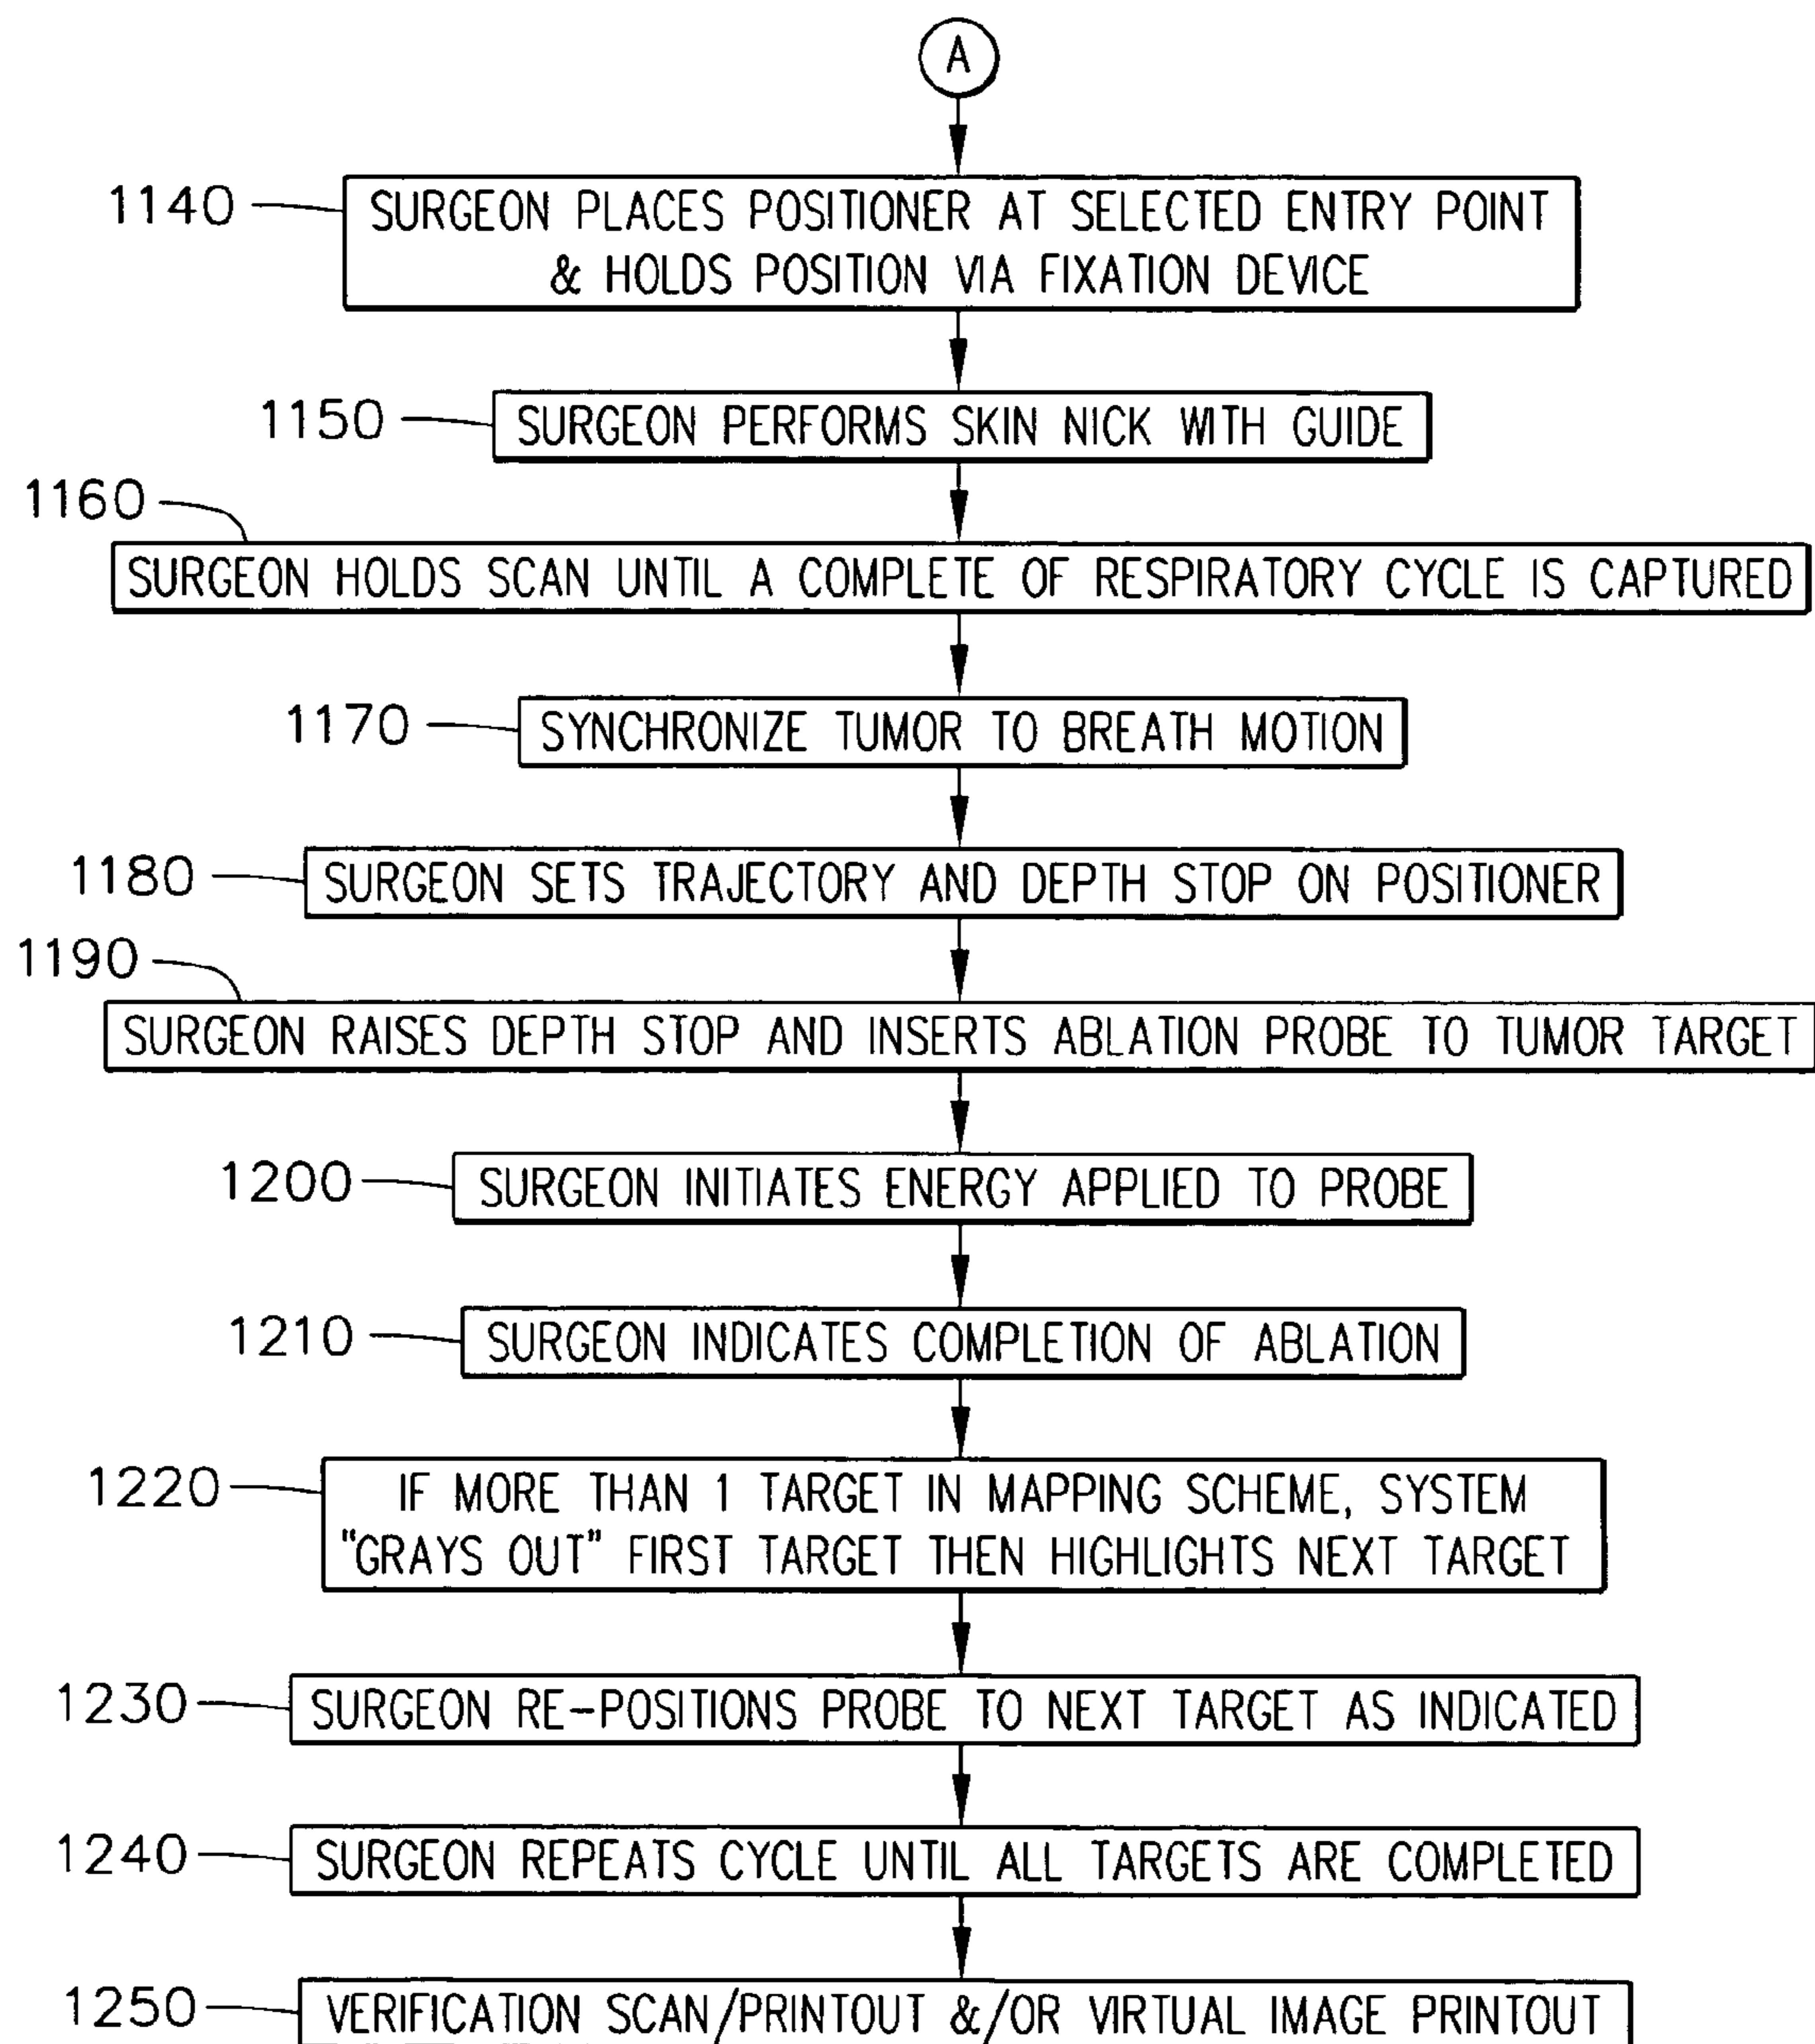 A
1140
SURGEON PLACES POSITIONER AT SELECTED ENTRY POINT
& HOLDS POSITION VIA FIXATION DEVICE
1150
SURGEON PERFORMS SKIN NICK WITH GUIDE
1160
SURGEON HOLDS SCAN UNTIL A COMPLETE OF RESPIRATORY CYCLE IS CAPTURED
1170
SYNCHRONIZE TUMOR TO BREATH MOTION
1180
SURGEON SETS TRAJECTORY AND DEPTH STOP ON POSITIONER
1190
SURGEON RAISES DEPTH STOP AND INSERTS ABLATION PROBE TO TUMOR TARGET
1200
SURGEON INITIATES ENERGY APPLIED TO PROBE
1210
SURGEON INDICATES COMPLETION OF ABLATION
1220
IF MORE THAN 1 TARGET IN MAPPING SCHEME, SYSTEM
"GRAYS OUT" FIRST TARGET THEN HIGHLIGHTS NEXT TARGET
1230
SURGEON RE-POSITIONS PROBE TO NEXT TARGET AS INDICATED
1240
SURGEON REPEATS CYCLE UNTIL ALL TARGETS ARE COMPLETED
1250
VERIFICATION SCAN/PRINTOUT &/OR VIRTUAL IMAGE PRINTOUT